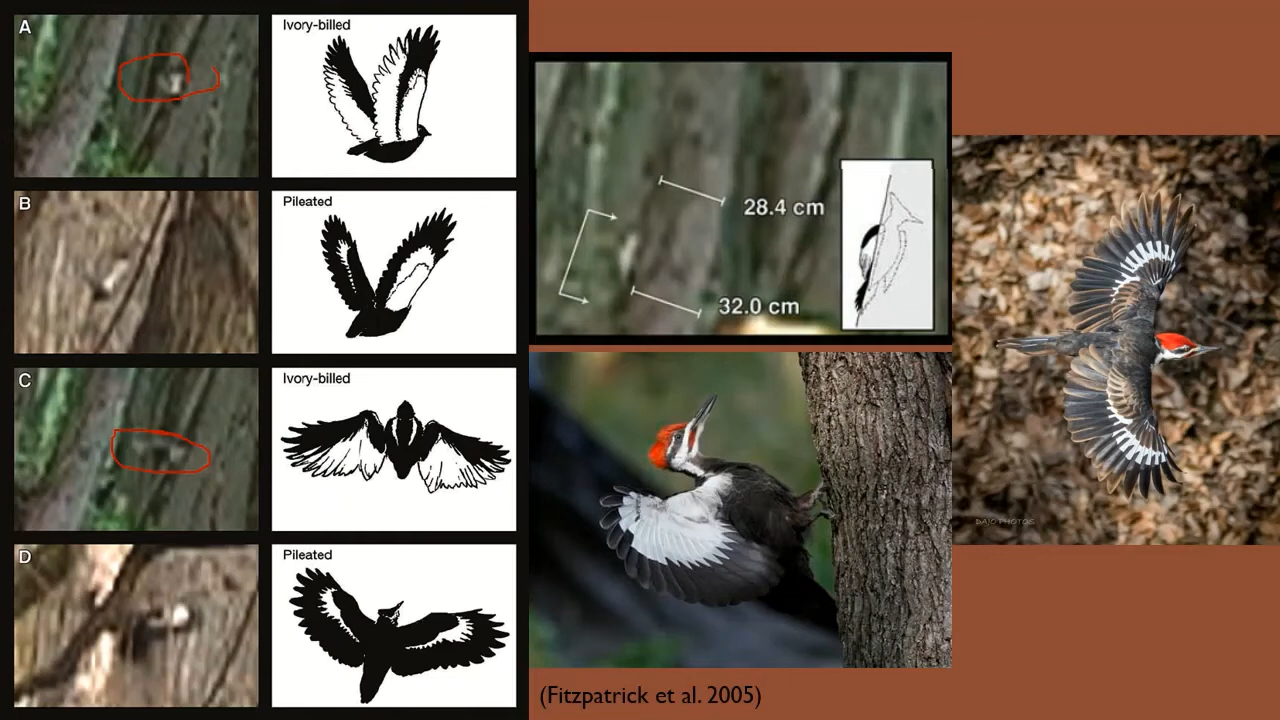 A
Ivory-billed
B
Pileated
C
Ivory-billed
D
Pileated
28.4 cm
32.0 cm
DAJO PHOTOS
(Fitzpatrick et al. 2005)